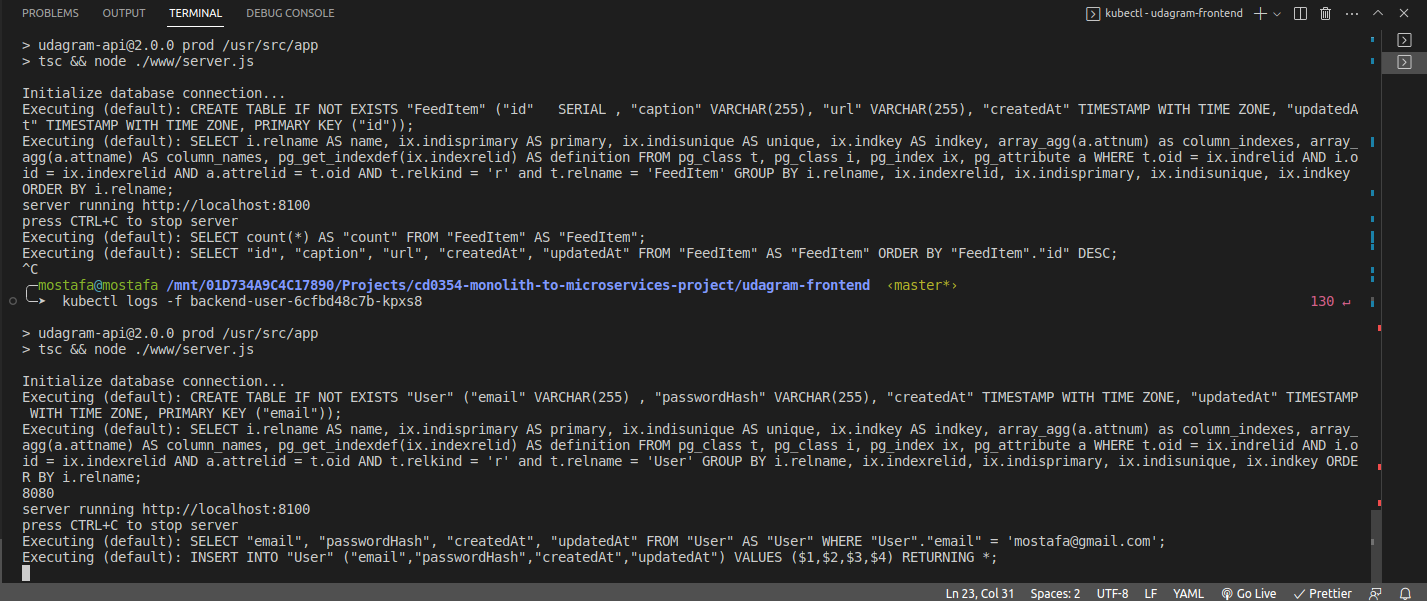 PROBLEMS OUTPUT TERMINAL DEBUG CONSOLE kubectl - udagram-frontend
> udagram-api@2.0.0 prod /usr/src/app
> tsc && node ./www/server.js
Initialize database connection...
Executing (default): CREATE TABLE IF NOT EXISTS "FeedItem" ("id"   SERIAL , "caption" VARCHAR(255), "url" VARCHAR(255), "createdAt" TIMESTAMP WITH TIME ZONE, "updatedA
t" TIMESTAMP WITH TIME ZONE, PRIMARY KEY ("id"));
Executing (default): SELECT i.relname AS name, ix.indisprimary AS primary, ix.indisunique AS unique, ix.indkey AS indkey, array_agg(a.attnum) as column_indexes, array_
agg(a.attname) AS column_names, pg_get_indexdef(ix.indexrelid) AS definition FROM pg_class t, pg_class i, pg_index ix, pg_attribute a WHERE t.oid = ix.indrelid AND i.o
id = ix.indexrelid AND a.attrelid = t.oid AND t.relkind = 'r' and t.relname = 'FeedItem' GROUP BY i.relname, ix.indexrelid, ix.indisprimary, ix.indisunique, ix.indkey
ORDER BY i.relname;
server running http://localhost:8100
press CTRL+C to stop server
Executing (default): SELECT count(*) AS "count" FROM "FeedItem" AS "FeedItem";
Executing (default): SELECT "id", "caption", "url", "createdAt", "updatedAt" FROM "FeedItem" AS "FeedItem" ORDER BY "FeedItem"."id" DESC;
^C
╭─mostafa@mostafa /mnt/01D734A9C4C17890/Projects/cd0354-monolith-to-microservices-project/udagram-frontend ‹master*›
╰─➤ kubectl logs -f backend-user-6cfbd48c7b-kpxs8 130 ↵
> udagram-api@2.0.0 prod /usr/src/app
> tsc && node ./www/server.js
Initialize database connection...
Executing (default): CREATE TABLE IF NOT EXISTS "User" ("email" VARCHAR(255) , "passwordHash" VARCHAR(255), "createdAt" TIMESTAMP WITH TIME ZONE, "updatedAt" TIMESTAMP
WITH TIME ZONE, PRIMARY KEY ("email"));
Executing (default): SELECT i.relname AS name, ix.indisprimary AS primary, ix.indisunique AS unique, ix.indkey AS indkey, array_agg(a.attnum) as column_indexes, array_
agg(a.attname) AS column_names, pg_get_indexdef(ix.indexrelid) AS definition FROM pg_class t, pg_class i, pg_index ix, pg_attribute a WHERE t.oid = ix.indrelid AND i.o
id = ix.indexrelid AND a.attrelid = t.oid AND t.relkind = 'r' and t.relname = 'User' GROUP BY i.relname, ix.indexrelid, ix.indisprimary, ix.indisunique, ix.indkey ORDE
R BY i.relname;
8080
server running http://localhost:8100
press CTRL+C to stop server
Executing (default): SELECT "email", "passwordHash", "createdAt", "updatedAt" FROM "User" AS "User" WHERE "User"."email" = 'mostafa@gmail.com';
Executing (default): INSERT INTO "User" ("email","passwordHash","createdAt","updatedAt") VALUES ($1,$2,$3,$4) RETURNING *;
Ln 23, Col 31 Spaces: 2 UTF-8 LF YAML Go Live Prettier